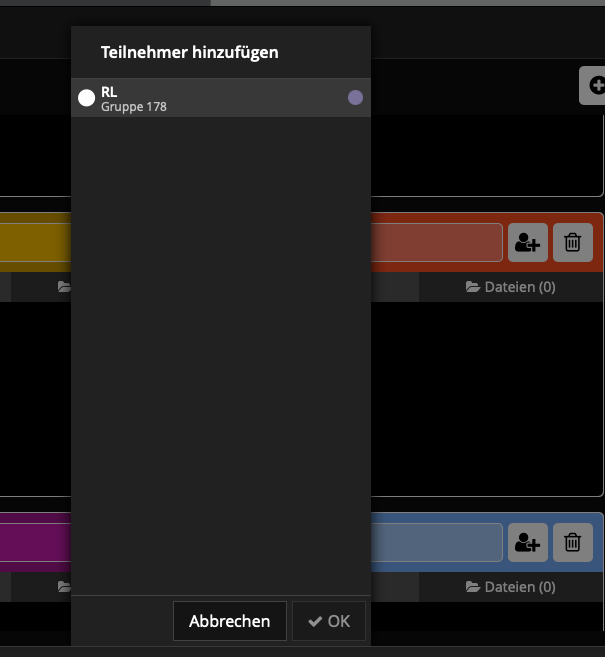 Teilnehmer hinzufügen
RL
Gruppe 178
Dateien (0)
Dateien (0)
Abbrechen
OK